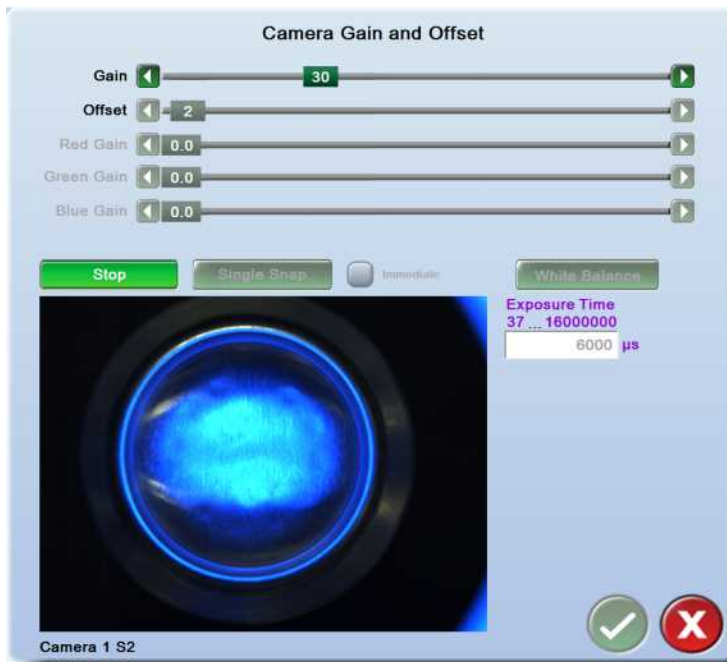 Camera Gain and Offset
Gain 30
Offset 2
Red Gain 0.0
Green Gain 0.0
Blue Gain 0.0
Stop Single Snap Immediate White Balance
Exposure Time
37 ... 16000000
6000 µs
Camera 1 S2